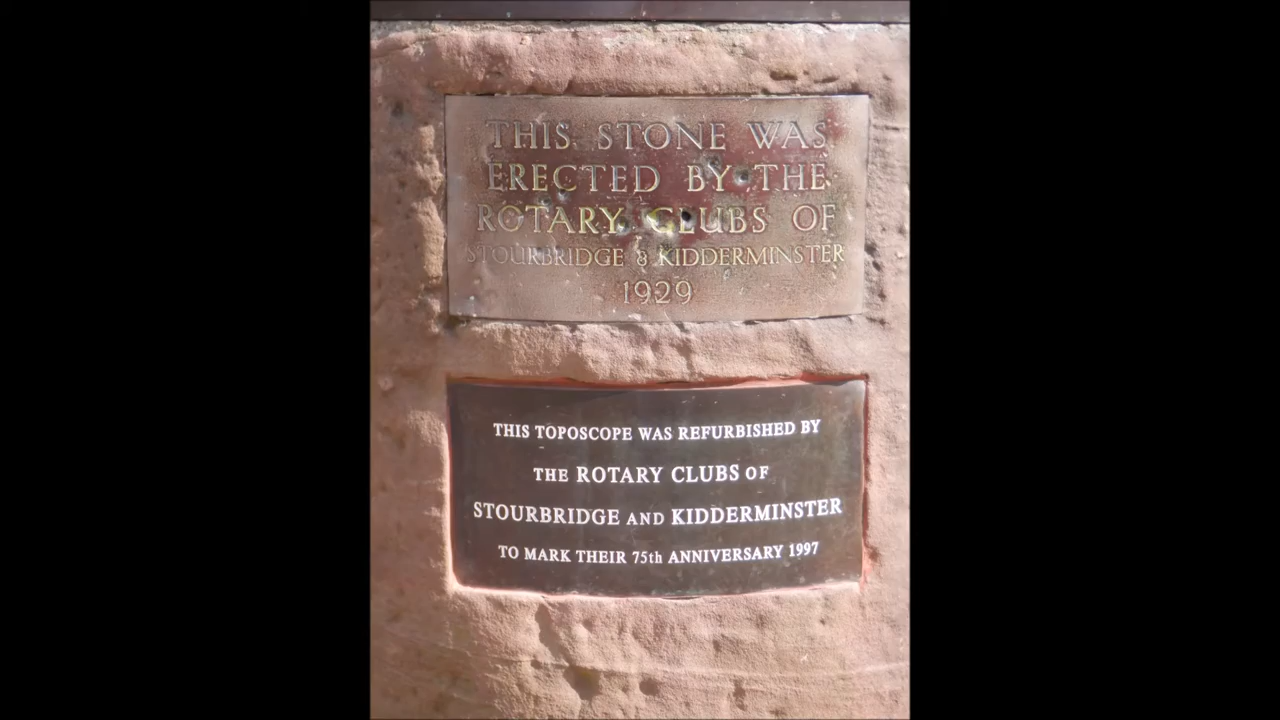 THIS STONE WAS
ERECTED BY THE
ROTARY CLUBS OF
STOURBRIDGE & KIDDERMINSTER
1929
THIS TOPOSCOPE WAS REFURBISHED BY
THE ROTARY CLUBS OF
STOURBRIDGE AND KIDDERMINSTER
TO MARK THEIR 75th ANNIVERSARY 1997